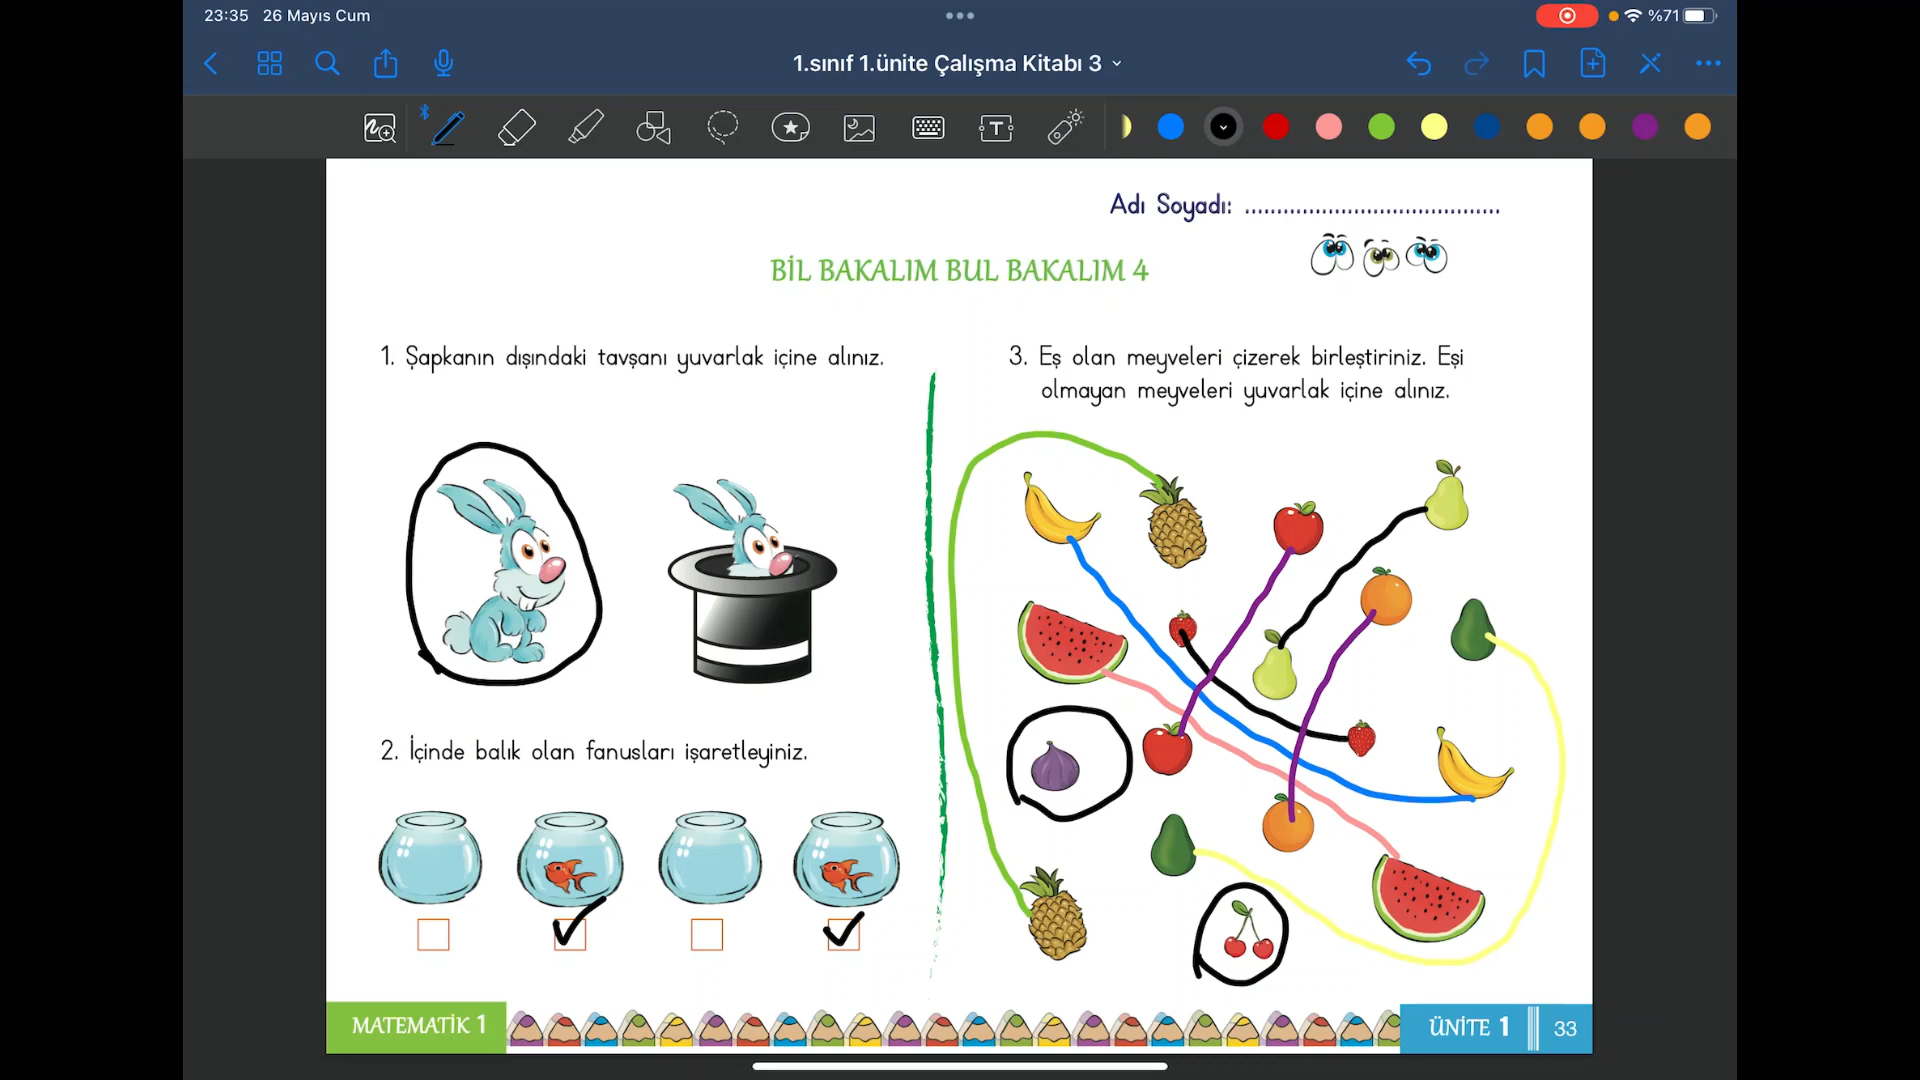 23:35 26 Mayıs Cum
%71
1.sınıf 1.ünite Çalışma Kitabı 3
T
Adı Soyadı: ........................................
BİL BAKALIM BUL BAKALIM 4
1. Şapkanın dışındaki tavşanı yuvarlak içine alınız.
2. İçinde balık olan fanusları işaretleyiniz.
3. Eş olan meyveleri çizerek birleştiriniz. Eşi
olmayan meyveleri yuvarlak içine alınız.
MATEMATİK 1
ÜNİTE 1 33